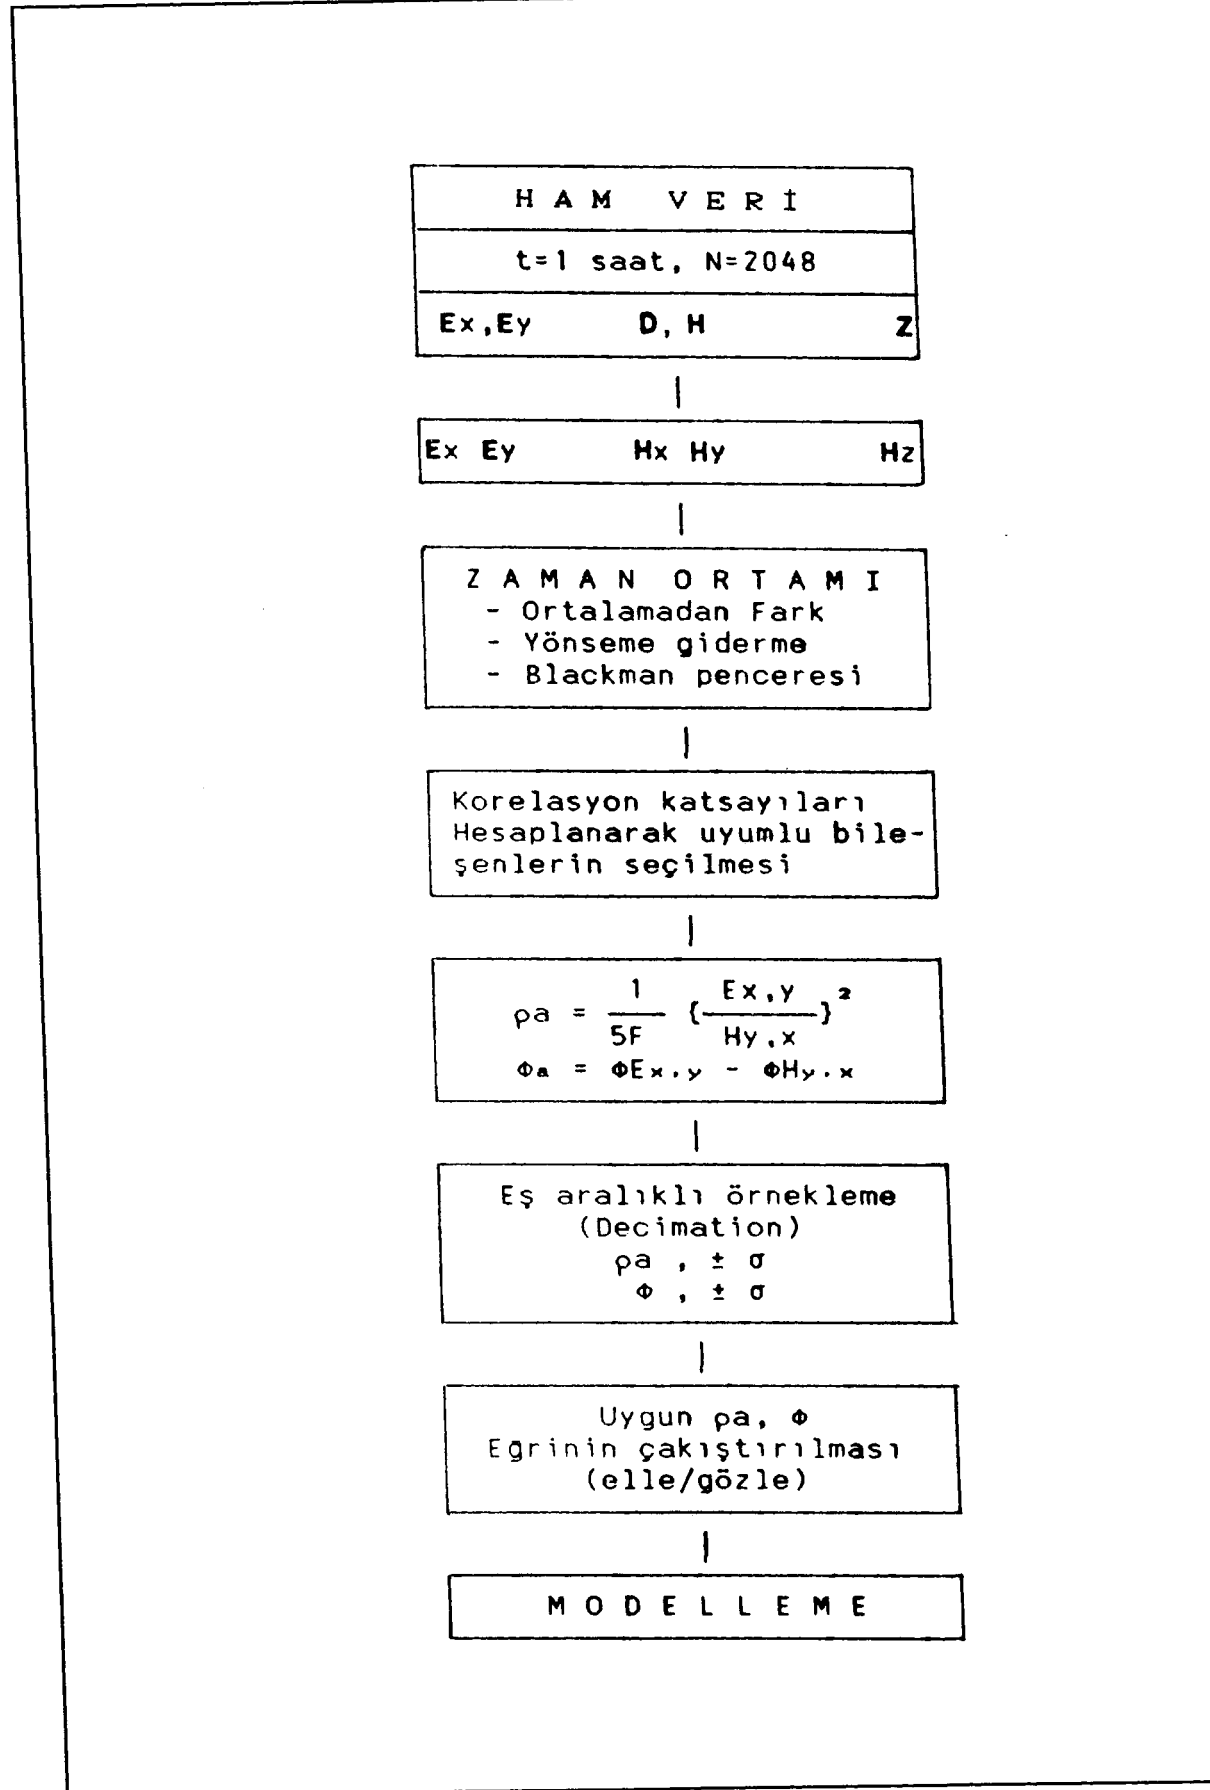 H A M   V E R İ
t=1 saat, N=2048
Ex,Ey   D, H   Z
Ex Ey   Hx Hy   Hz
Z A M A N   O R T A M I
- Ortalamadan Fark
- Yönseme giderme
- Blackman penceresi
Korelasyon katsayıları
Hesaplanarak uyumlu bile-
şenlerin seçilmesi
ρa = 1/5F {Ex,y/Hy,x}²
Φa = ΦEx,y - ΦHy.x
Eş aralıklı örnekleme
(Decimation)
ρa , ± σ
Φ , ± σ
Uygun ρa, Φ
Eğrinin çakıştırılması
(elle/gözle)
M O D E L L E M E